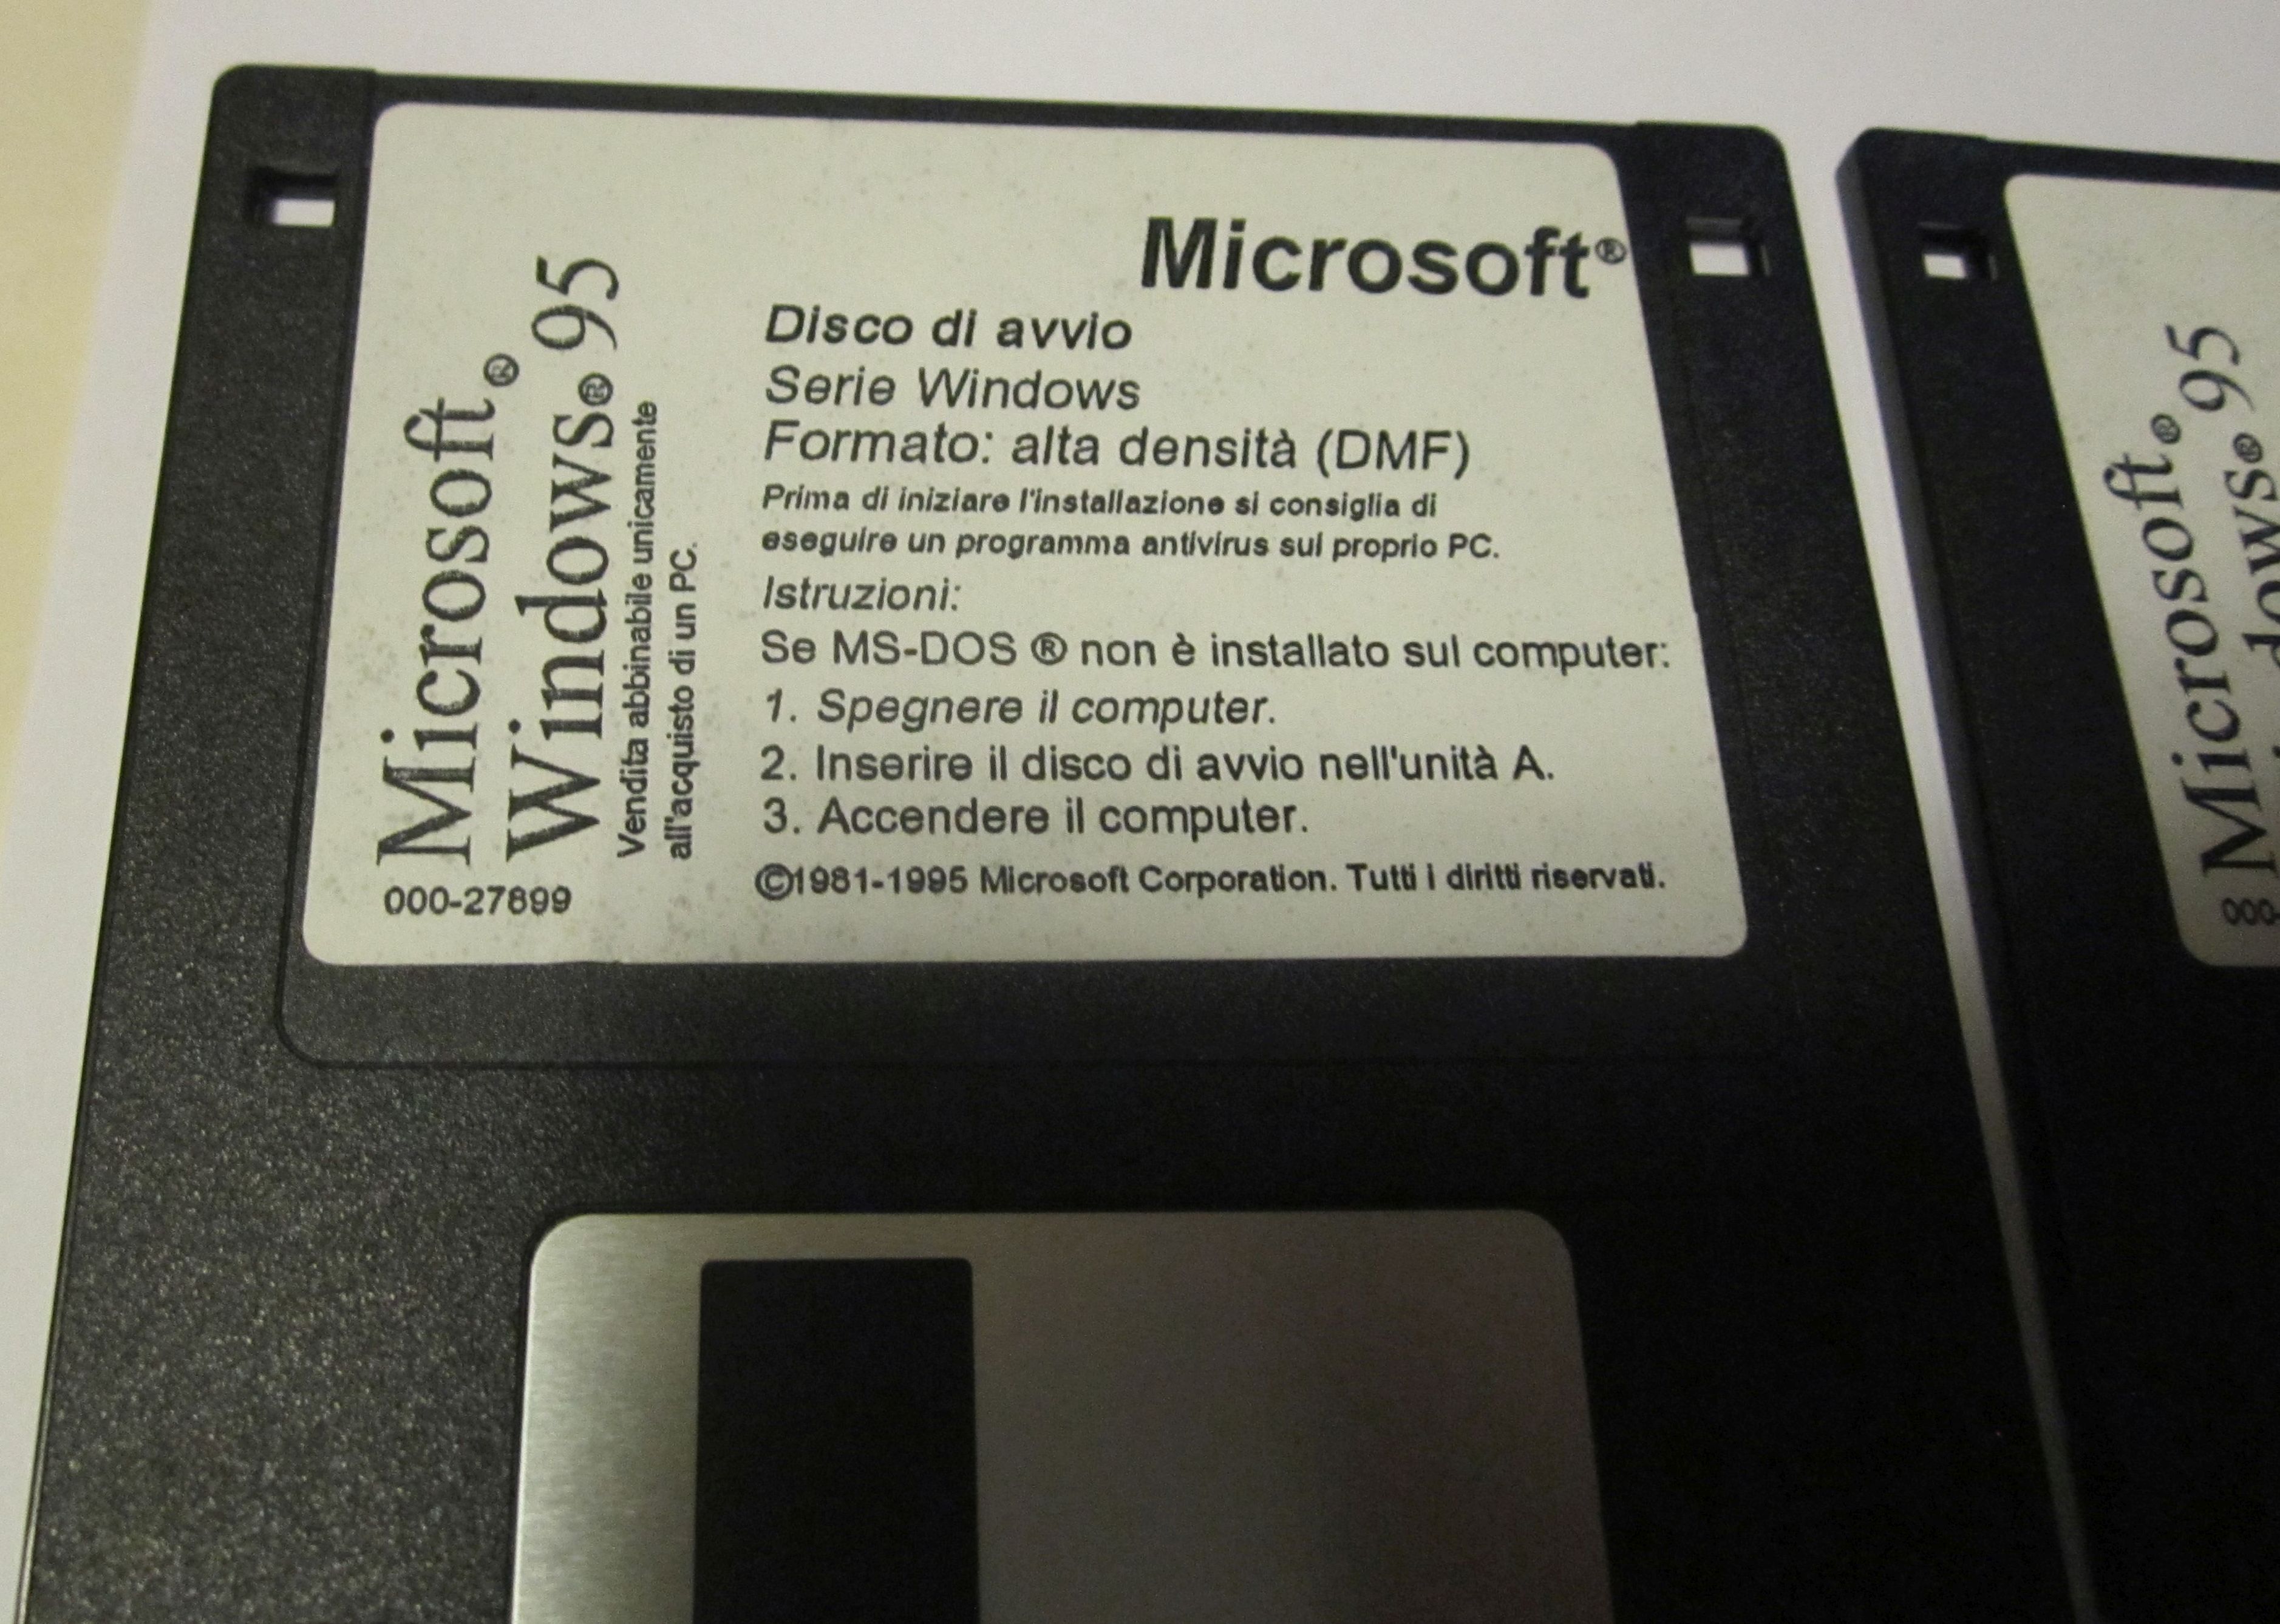 Microsoft®
Windows® 95
Vendita abbinabile unicamente
all'acquisto di un PC.
000-27899
Microsoft®
Disco di avvio
Serie Windows
Formato: alta densità (DMF)
Prima di iniziare l'installazione si consiglia di
eseguire un programma antivirus sul proprio PC.
Istruzioni:
Se MS-DOS ® non è installato sul computer:
1. Spegnere il computer.
2. Inserire il disco di avvio nell'unità A.
3. Accendere il computer.
©1981-1995 Microsoft Corporation. Tutti i diritti riservati.
Microsoft®
95